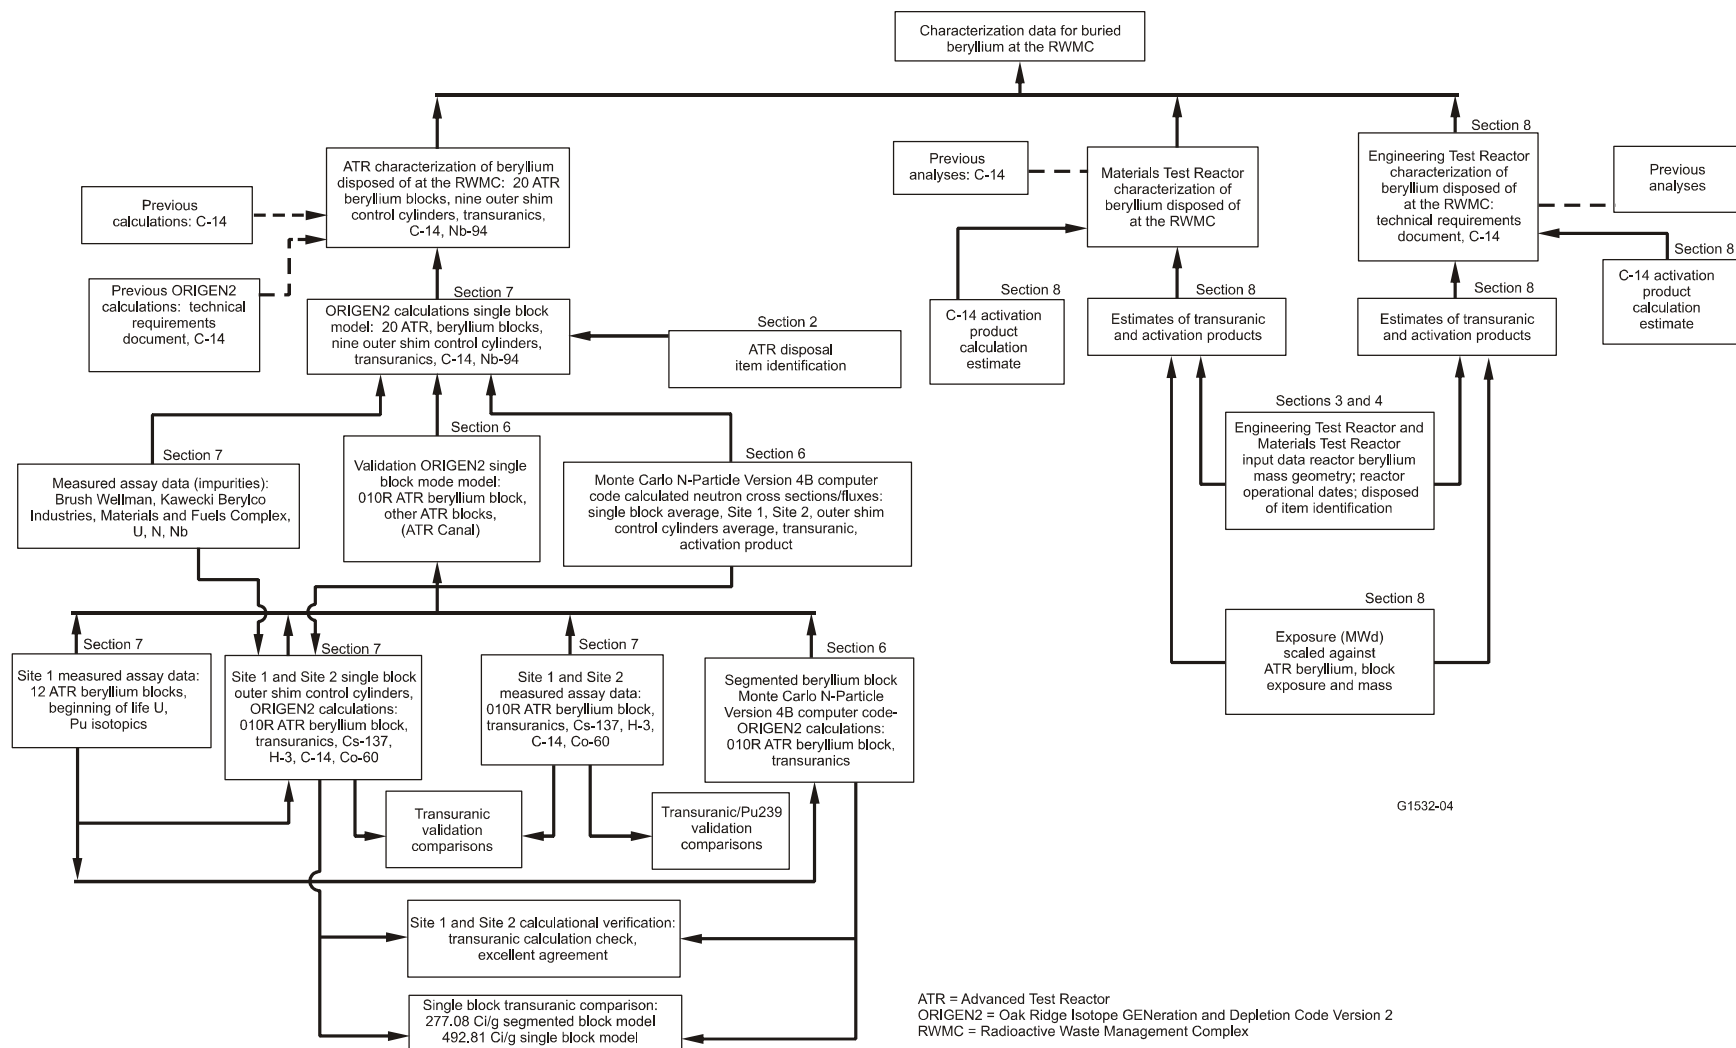 Characterization data for buried
beryllium at the RWMC
ATR characterization of beryllium
disposed of at the RWMC: 20 ATR
beryllium blocks, nine outer shim
control cylinders, transuranics,
C-14, Nb-94
Previous
calculations: C-14
Previous ORIGEN2
calculations: technical
requirements
document, C-14
Section 7
ORIGEN2 calculations single block
model: 20 ATR, beryllium blocks,
nine outer shim control cylinders,
transuranics, C-14, Nb-94
Section 2
ATR disposal
item identification
Previous
analyses: C-14
Materials Test Reactor
characterization of
beryllium disposed of
at the RWMC
Section 8
Engineering Test Reactor
characterization of
beryllium disposed of
at the RWMC:
technical requirements
document, C-14
Previous
analyses
Section 8
C-14 activation
product
calculation
estimate
Section 8
C-14 activation
product
calculation
estimate
Section 8
Estimates of transuranic
and activation products
Section 8
Estimates of transuranic
and activation products
Section 7
Measured assay data (impurities):
Brush Wellman, Kawecki Berylco
Industries, Materials and Fuels Complex,
U, N, Nb
Section 6
Validation ORIGEN2 single
block mode model:
010R ATR beryllium block,
other ATR blocks,
(ATR Canal)
Section 6
Monte Carlo N-Particle Version 4B computer
code calculated neutron cross sections/fluxes:
single block average, Site 1, Site 2, outer shim
control cylinders average, transuranic,
activation product
Sections 3 and 4
Engineering Test Reactor and
Materials Test Reactor
input data reactor beryllium
mass geometry; reactor
operational dates; disposed
of item identification
Section 8
Exposure (MWd)
scaled against
ATR beryllium, block
exposure and mass
Section 7
Site 1 measured assay data:
12 ATR beryllium blocks,
beginning of life U,
Pu isotopics
Section 7
Site 1 and Site 2 single block
outer shim control cylinders,
ORIGEN2 calculations:
010R ATR beryllium block,
transuranics, Cs-137,
H-3, C-14, Co-60
Section 7
Site 1 and Site 2
measured assay data:
010R ATR beryllium block,
transuranics, Cs-137, H-3,
C-14, Co-60
Section 6
Segmented beryllium block
Monte Carlo N-Particle
Version 4B computer code-
ORIGEN2 calculations:
010R ATR beryllium block,
transuranics
Transuranic
validation
comparisons
Transuranic/Pu239
validation
comparisons
Site 1 and Site 2 calculational verification:
transuranic calculation check,
excellent agreement
Single block transuranic comparison:
277.08 Ci/g segmented block model
492.81 Ci/g single block model
G1532-04
ATR = Advanced Test Reactor
ORIGEN2 = Oak Ridge Isotope GENeration and Depletion Code Version 2
RWMC = Radioactive Waste Management Complex